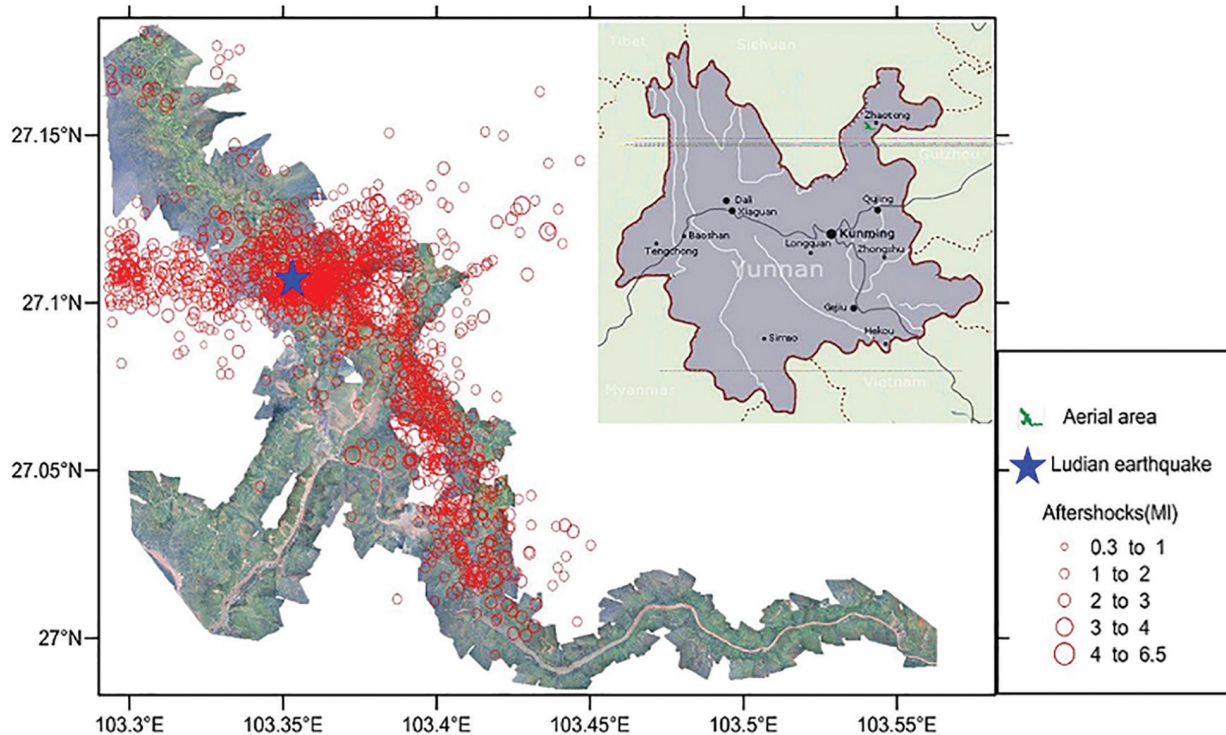 Tibet
Sichuan
Zhaotong
Guizhou
Dali
Xiaguan
Qujing
Baoshan
Kunming
Tengchong
Longquan
Zhongshu
Yunnan
Gejiu
Simao
Hekou
Myanmar
Vietnam
27.15°N
27.1°N
27.05°N
27°N
103.3°E
103.35°E
103.4°E
103.45°E
103.5°E
103.55°E
Aerial area
Ludian earthquake
Aftershocks(Ml)
0.3 to 1
1 to 2
2 to 3
3 to 4
4 to 6.5